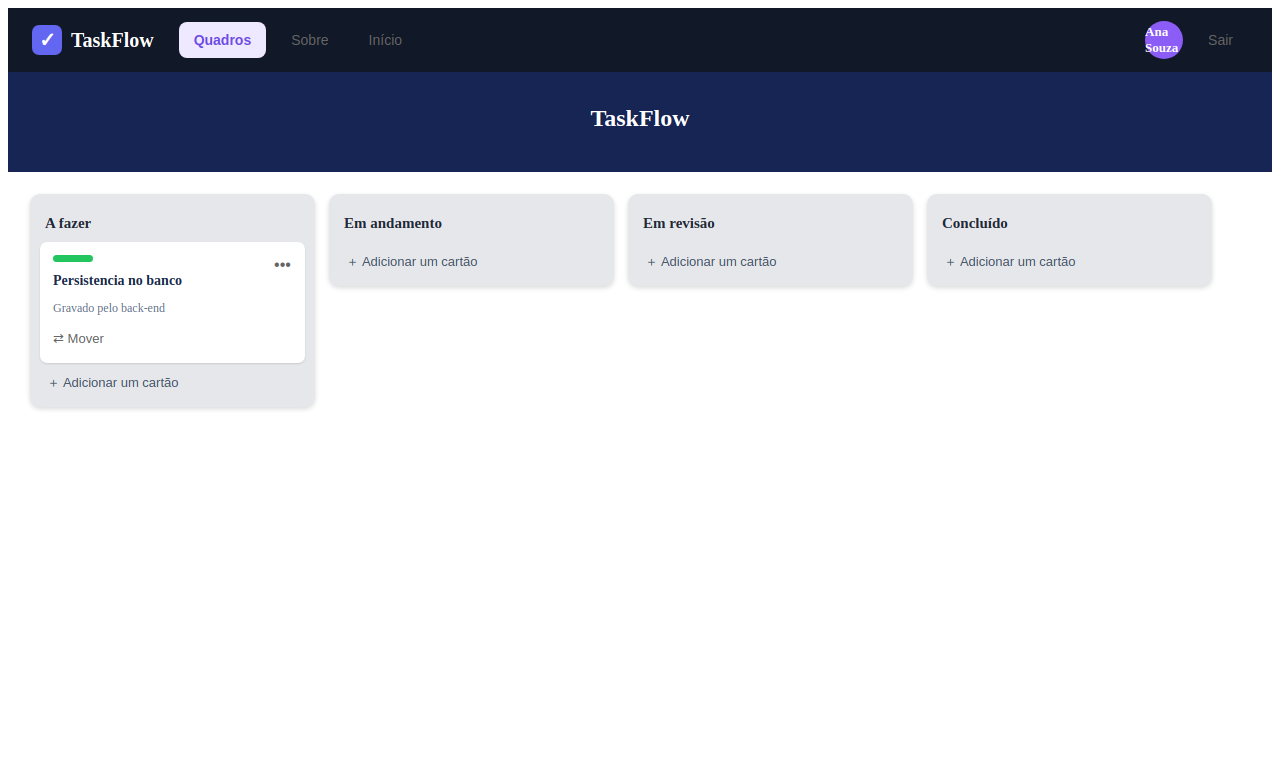 ✓ TaskFlow Quadros Sobre Início Ana Souza Sair
TaskFlow
A fazer
Persistencia no banco
•••
Gravado pelo back-end
⇄ Mover
+ Adicionar um cartão
Em andamento
+ Adicionar um cartão
Em revisão
+ Adicionar um cartão
Concluído
+ Adicionar um cartão